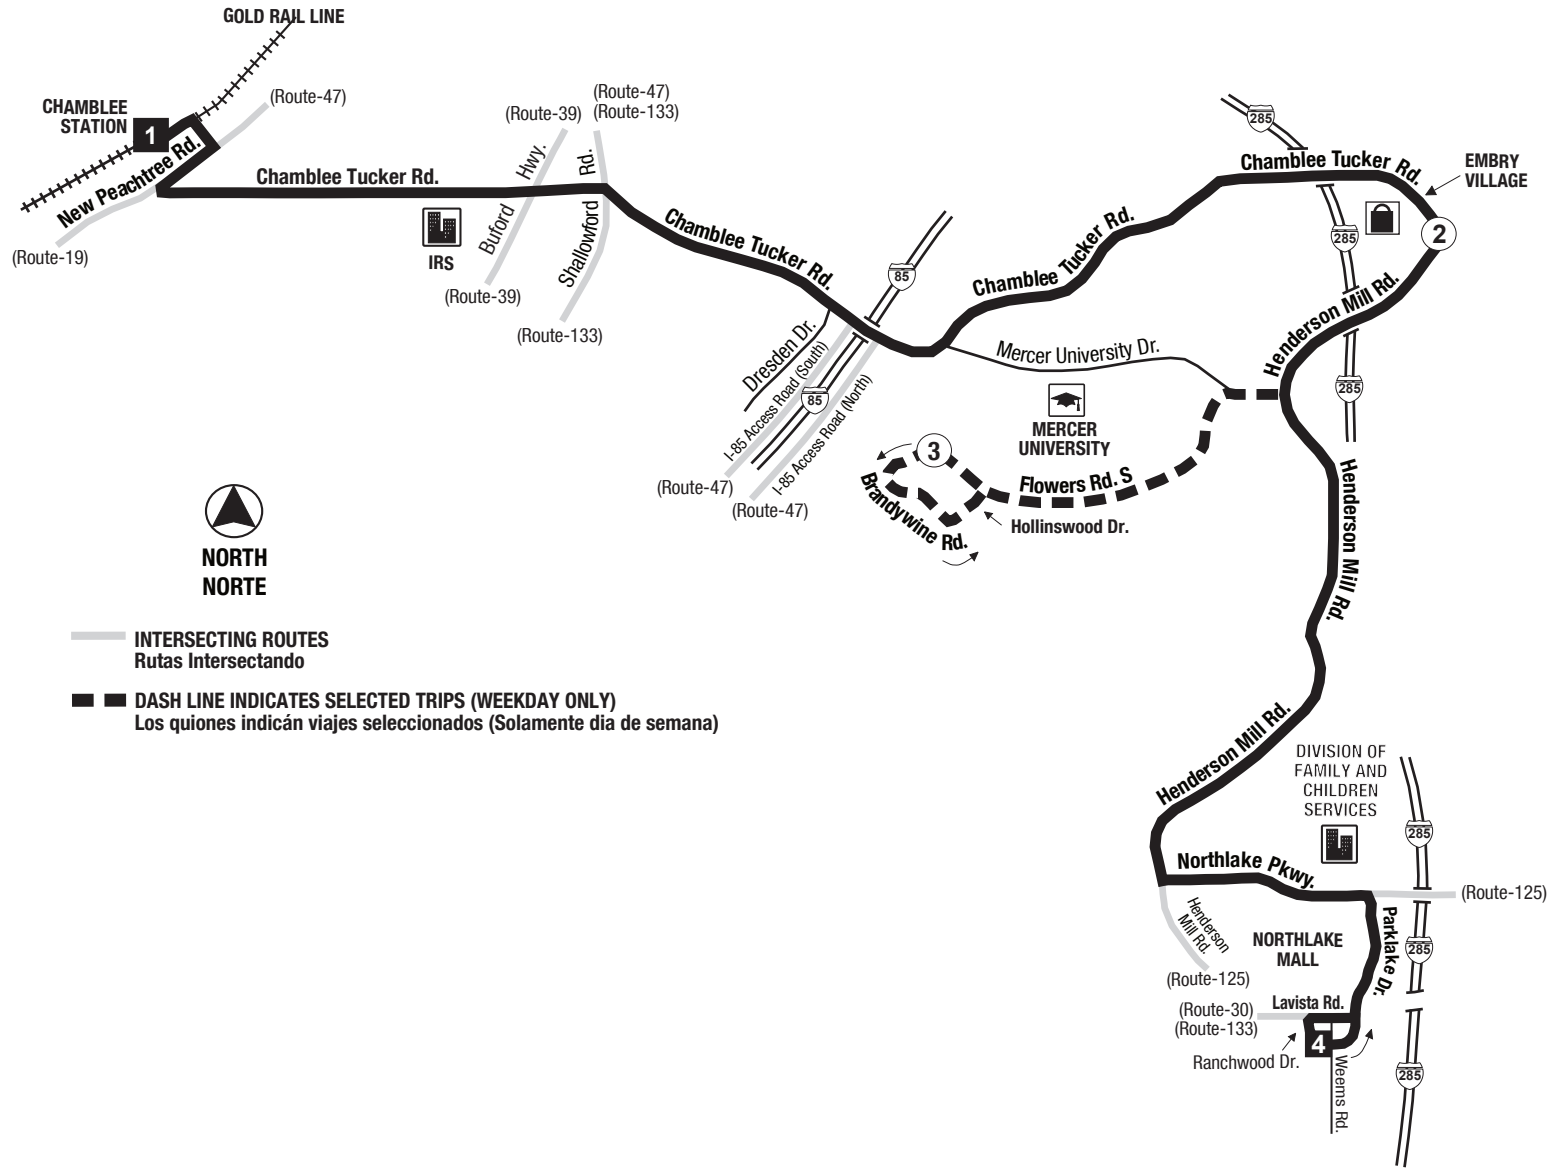 GOLD RAIL LINE
CHAMBLEE
STATION
1
New Peachtree Rd.
(Route-47)
(Route-19)
Chamblee Tucker Rd.
IRS
(Route-39)
Buford Hwy.
(Route-39)
(Route-47)
(Route-133)
Shallowford Rd.
(Route-133)
Chamblee Tucker Rd.
85
Dresden Dr.
I-85 Access Road (South)
85
I-85 Access Road (North)
(Route-47)
(Route-47)
Chamblee Tucker Rd.
285
Chamblee Tucker Rd.
EMBRY
VILLAGE
285
2
Henderson Mill Rd.
285
Mercer University Dr.
MERCER
UNIVERSITY
3
Flowers Rd. S
Brandywine Rd.
Hollinswood Dr.
Henderson Mill Rd.
NORTH
NORTE
INTERSECTING ROUTES
Rutas Intersectando
DASH LINE INDICATES SELECTED TRIPS (WEEKDAY ONLY)
Los quiones indicán viajes seleccionados (Solamente dia de semana)
Henderson Mill Rd.
DIVISION OF
FAMILY AND
CHILDREN
SERVICES
285
Northlake Pkwy.
(Route-125)
Henderson
Mill Rd.
(Route-125)
NORTHLAKE
MALL
Parklake Dr.
285
Lavista Rd.
(Route-30)
(Route-133)
4
Ranchwood Dr.
Weems Rd.
285